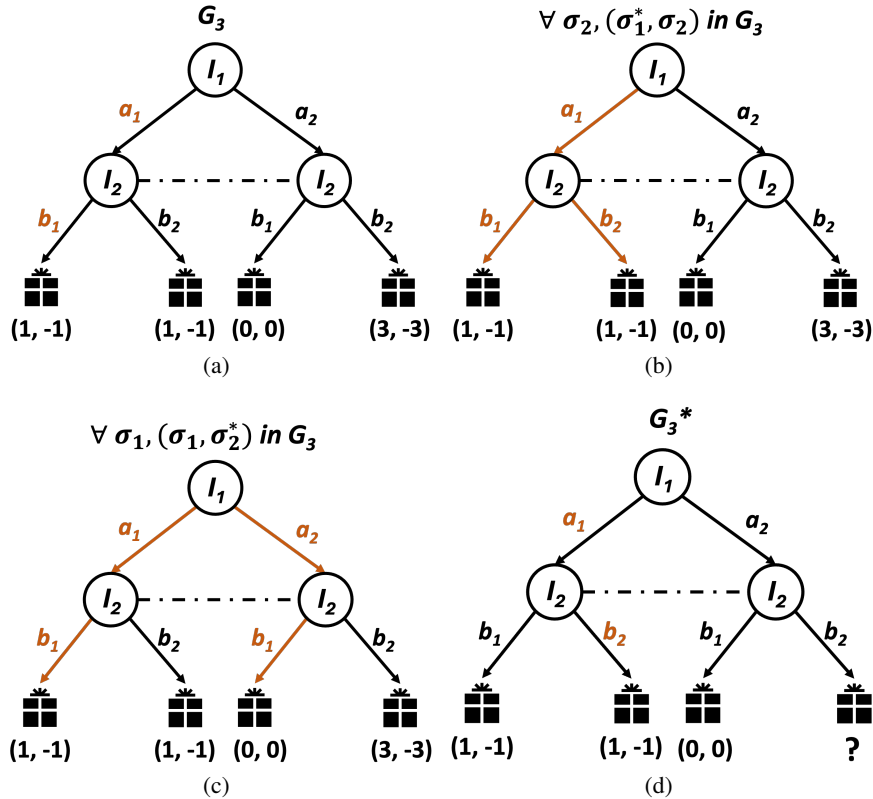 G₃
I₁
a₁ a₂
I₂ I₂
b₁ b₂ b₁ b₂
(1, -1) (1, -1) (0, 0) (3, -3)
(a)
∀ σ₂, (σ₁*, σ₂) in G₃
I₁
a₁ a₂
I₂ I₂
b₁ b₂ b₁ b₂
(1, -1) (1, -1) (0, 0) (3, -3)
(b)
∀ σ₁, (σ₁, σ₂*) in G₃
I₁
a₁ a₂
I₂ I₂
b₁ b₂ b₁ b₂
(1, -1) (1, -1) (0, 0) (3, -3)
(c)
G₃*
I₁
a₁ a₂
I₂ I₂
b₁ b₂ b₁ b₂
(1, -1) (1, -1) (0, 0) ?
(d)